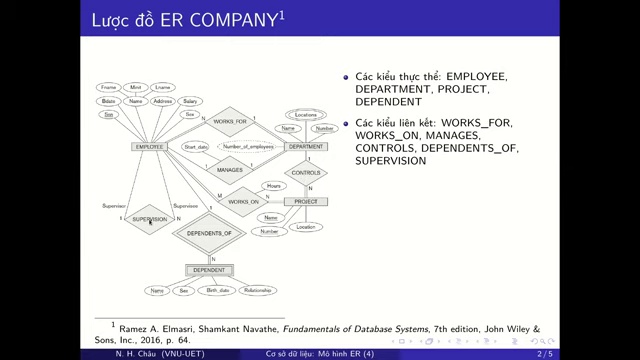 Lược đồ ER COMPANY1
Các kiểu thực thể: EMPLOYEE,
DEPARTMENT, PROJECT,
DEPENDENT
Các kiểu liên kết: WORKS_FOR,
WORKS_ON, MANAGES,
CONTROLS, DEPENDENTS_OF,
SUPERVISION
Fname Minit Lname
Bdate Name Address Salary
Ssn Sex
WORKS_FOR
N 1
Locations
Name Number
EMPLOYEE
Start_date Number_of_employees
DEPARTMENT
1 MANAGES 1
1
CONTROLS
N
Hours
M WORKS_ON N
PROJECT
Name
Number Location
Supervisor Supervisee
1 SUPERVISION N
1
DEPENDENTS_OF
N
DEPENDENT
Name Sex Birth_date Relationship
1 Ramez A. Elmasri, Shamkant Navathe, Fundamentals of Database Systems, 7th edition, John Wiley &
Sons, Inc., 2016, p. 64.
N. H. Châu (VNU-UET) Cơ sở dữ liệu: Mô hình ER (4) 2 / 5